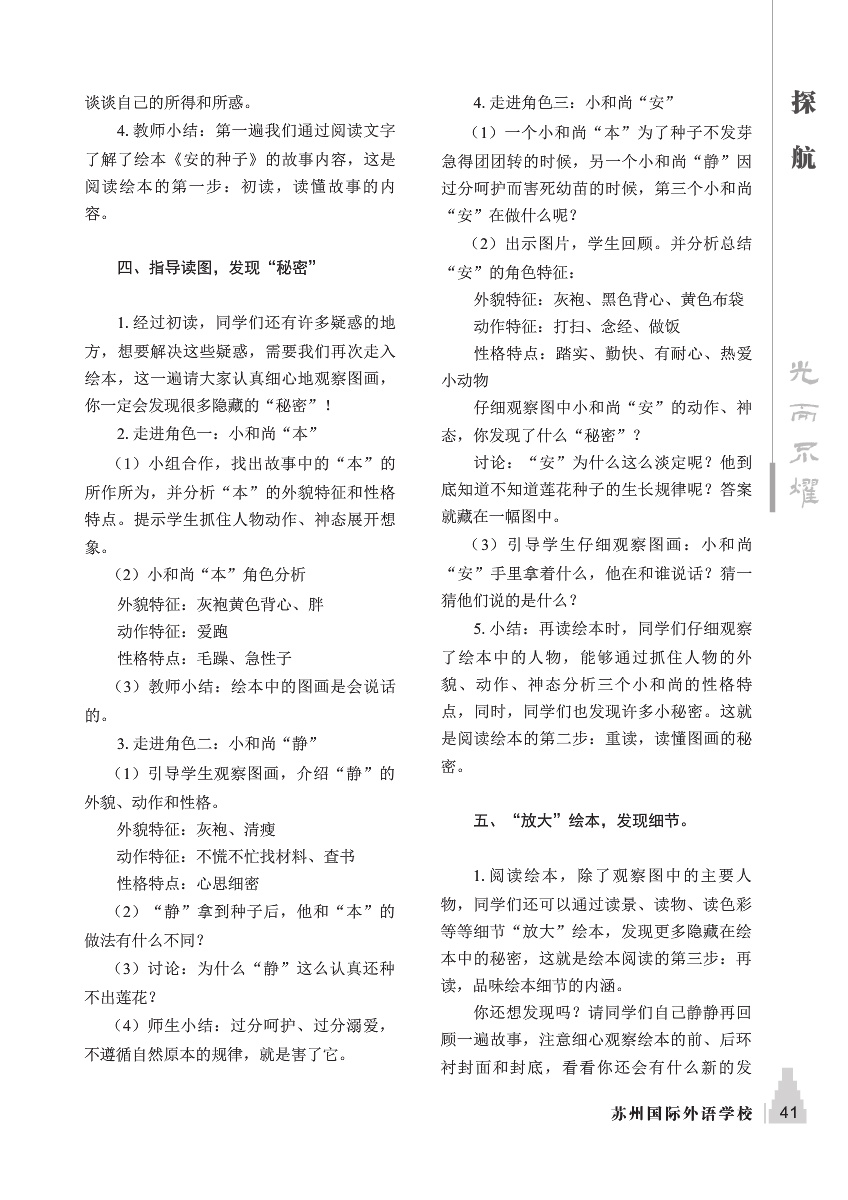 谈谈自己的所得和所惑。
4. 教师小结：第一遍我们通过阅读文字
了解了绘本《安的种子》的故事内容，这是
阅读绘本的第一步：初读，读懂故事的内
容。
四、指导读图，发现“秘密”
1. 经过初读，同学们还有许多疑惑的地
方，想要解决这些疑惑，需要我们再次走入
绘本，这一遍请大家认真细心地观察图画，
你一定会发现很多隐藏的“秘密”！
2. 走进角色一：小和尚“本”
（1）小组合作，找出故事中的“本”的
所作所为，并分析“本”的外貌特征和性格
特点。提示学生抓住人物动作、神态展开想
象。
（2）小和尚“本”角色分析
外貌特征：灰袍黄色背心、胖
动作特征：爱跑
性格特点：毛躁、急性子
（3）教师小结：绘本中的图画是会说话
的。
3. 走进角色二：小和尚“静”
（1）引导学生观察图画，介绍“静”的
外貌、动作和性格。
外貌特征：灰袍、清瘦
动作特征：不慌不忙找材料、查书
性格特点：心思细密
（2）“静”拿到种子后，他和“本”的
做法有什么不同？
（3）讨论：为什么“静”这么认真还种
不出莲花？
（4）师生小结：过分呵护、过分溺爱，
不遵循自然原本的规律，就是害了它。
4. 走进角色三：小和尚“安”
（1）一个小和尚“本”为了种子不发芽
急得团团转的时候，另一个小和尚“静”因
过分呵护而害死幼苗的时候，第三个小和尚
“安”在做什么呢？
（2）出示图片，学生回顾。并分析总结
“安”的角色特征：
外貌特征：灰袍、黑色背心、黄色布袋
动作特征：打扫、念经、做饭
性格特点：踏实、勤快、有耐心、热爱
小动物
仔细观察图中小和尚“安”的动作、神
态，你发现了什么“秘密”？
讨论：“安”为什么这么淡定呢？他到
底知道不知道莲花种子的生长规律呢？答案
就藏在一幅图中。
（3）引导学生仔细观察图画：小和尚
“安”手里拿着什么，他在和谁说话？猜一
猜他们说的是什么？
5. 小结：再读绘本时，同学们仔细观察
了绘本中的人物，能够通过抓住人物的外
貌、动作、神态分析三个小和尚的性格特
点，同时，同学们也发现许多小秘密。这就
是阅读绘本的第二步：重读，读懂图画的秘
密。
五、“放大”绘本，发现细节。
1. 阅读绘本，除了观察图中的主要人
物，同学们还可以通过读景、读物、读色彩
等等细节“放大”绘本，发现更多隐藏在绘
本中的秘密，这就是绘本阅读的第三步：再
读，品味绘本细节的内涵。
你还想发现吗？请同学们自己静静再回
顾一遍故事，注意细心观察绘本的前、后环
衬封面和封底，看看你还会有什么新的发
探航
光而不耀
苏州国际外语学校 41